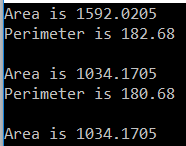 Area is 1592.0205
Perimeter is 182.68
Area is 1034.1705
Perimeter is 180.68
Area is 1034.1705